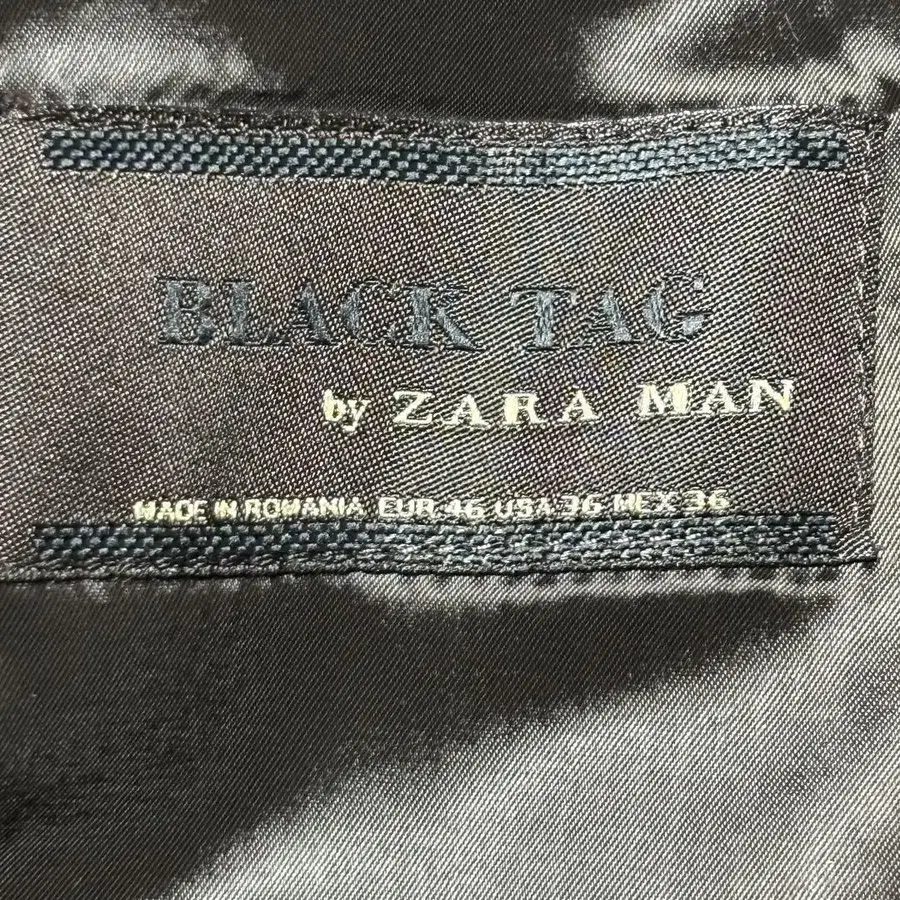 BLACK TAG
by ZARA MAN
MADE IN ROMANIA EUR 46 USA 36 MEX 36